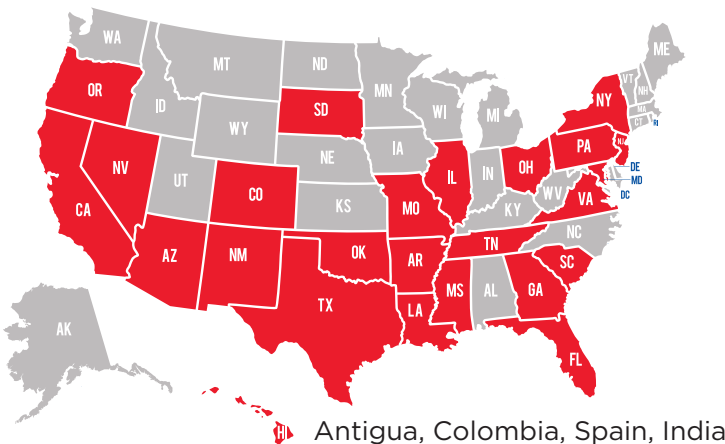 WA
MT
ND
MN
ME
VT
NH
OR
ID
SD
WI
MI
NY
MA
CT
RI
WY
IA
PA
NJ
NE
OH
DE
MD
NV
UT
CO
IL
IN
WV
VA
DC
CA
KS
MO
KY
NC
AZ
NM
OK
AR
TN
SC
TX
MS
AL
GA
LA
AK
FL
HI
Antigua, Colombia, Spain, India